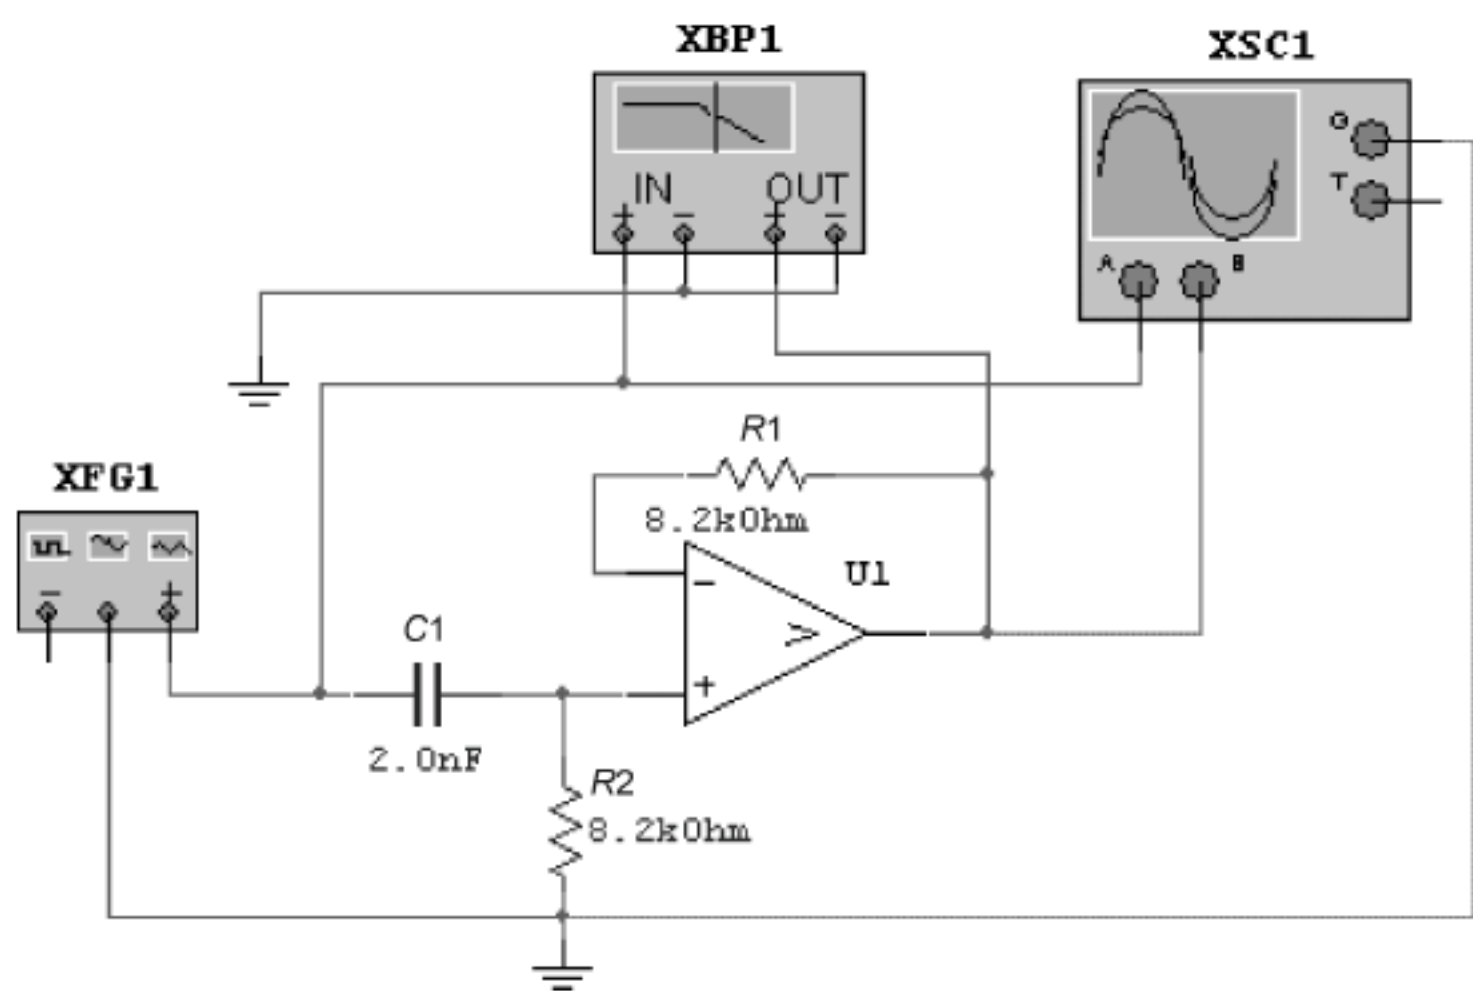 XBP1
XSC1
IN OUT
+ − + −
G
T
A B
R1
8.2kOhm
XFG1
− +
U1
−
>
+
C1
2.0nF
R2
8.2kOhm